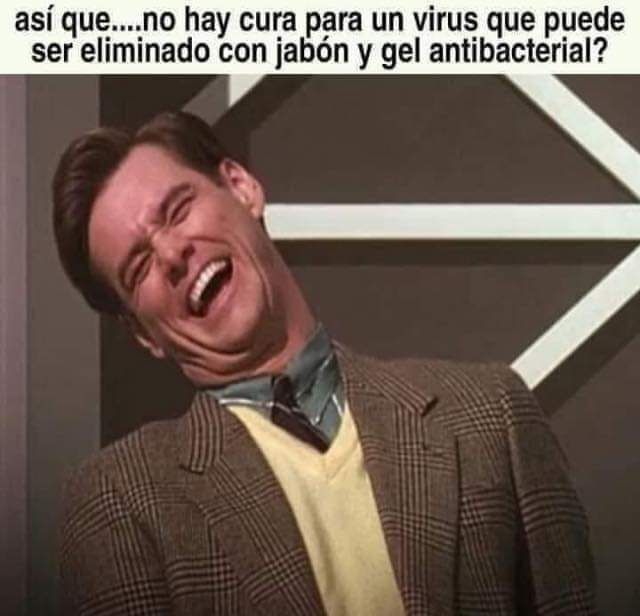 así que....no hay cura para un virus que puede
ser eliminado con jabón y gel antibacterial?